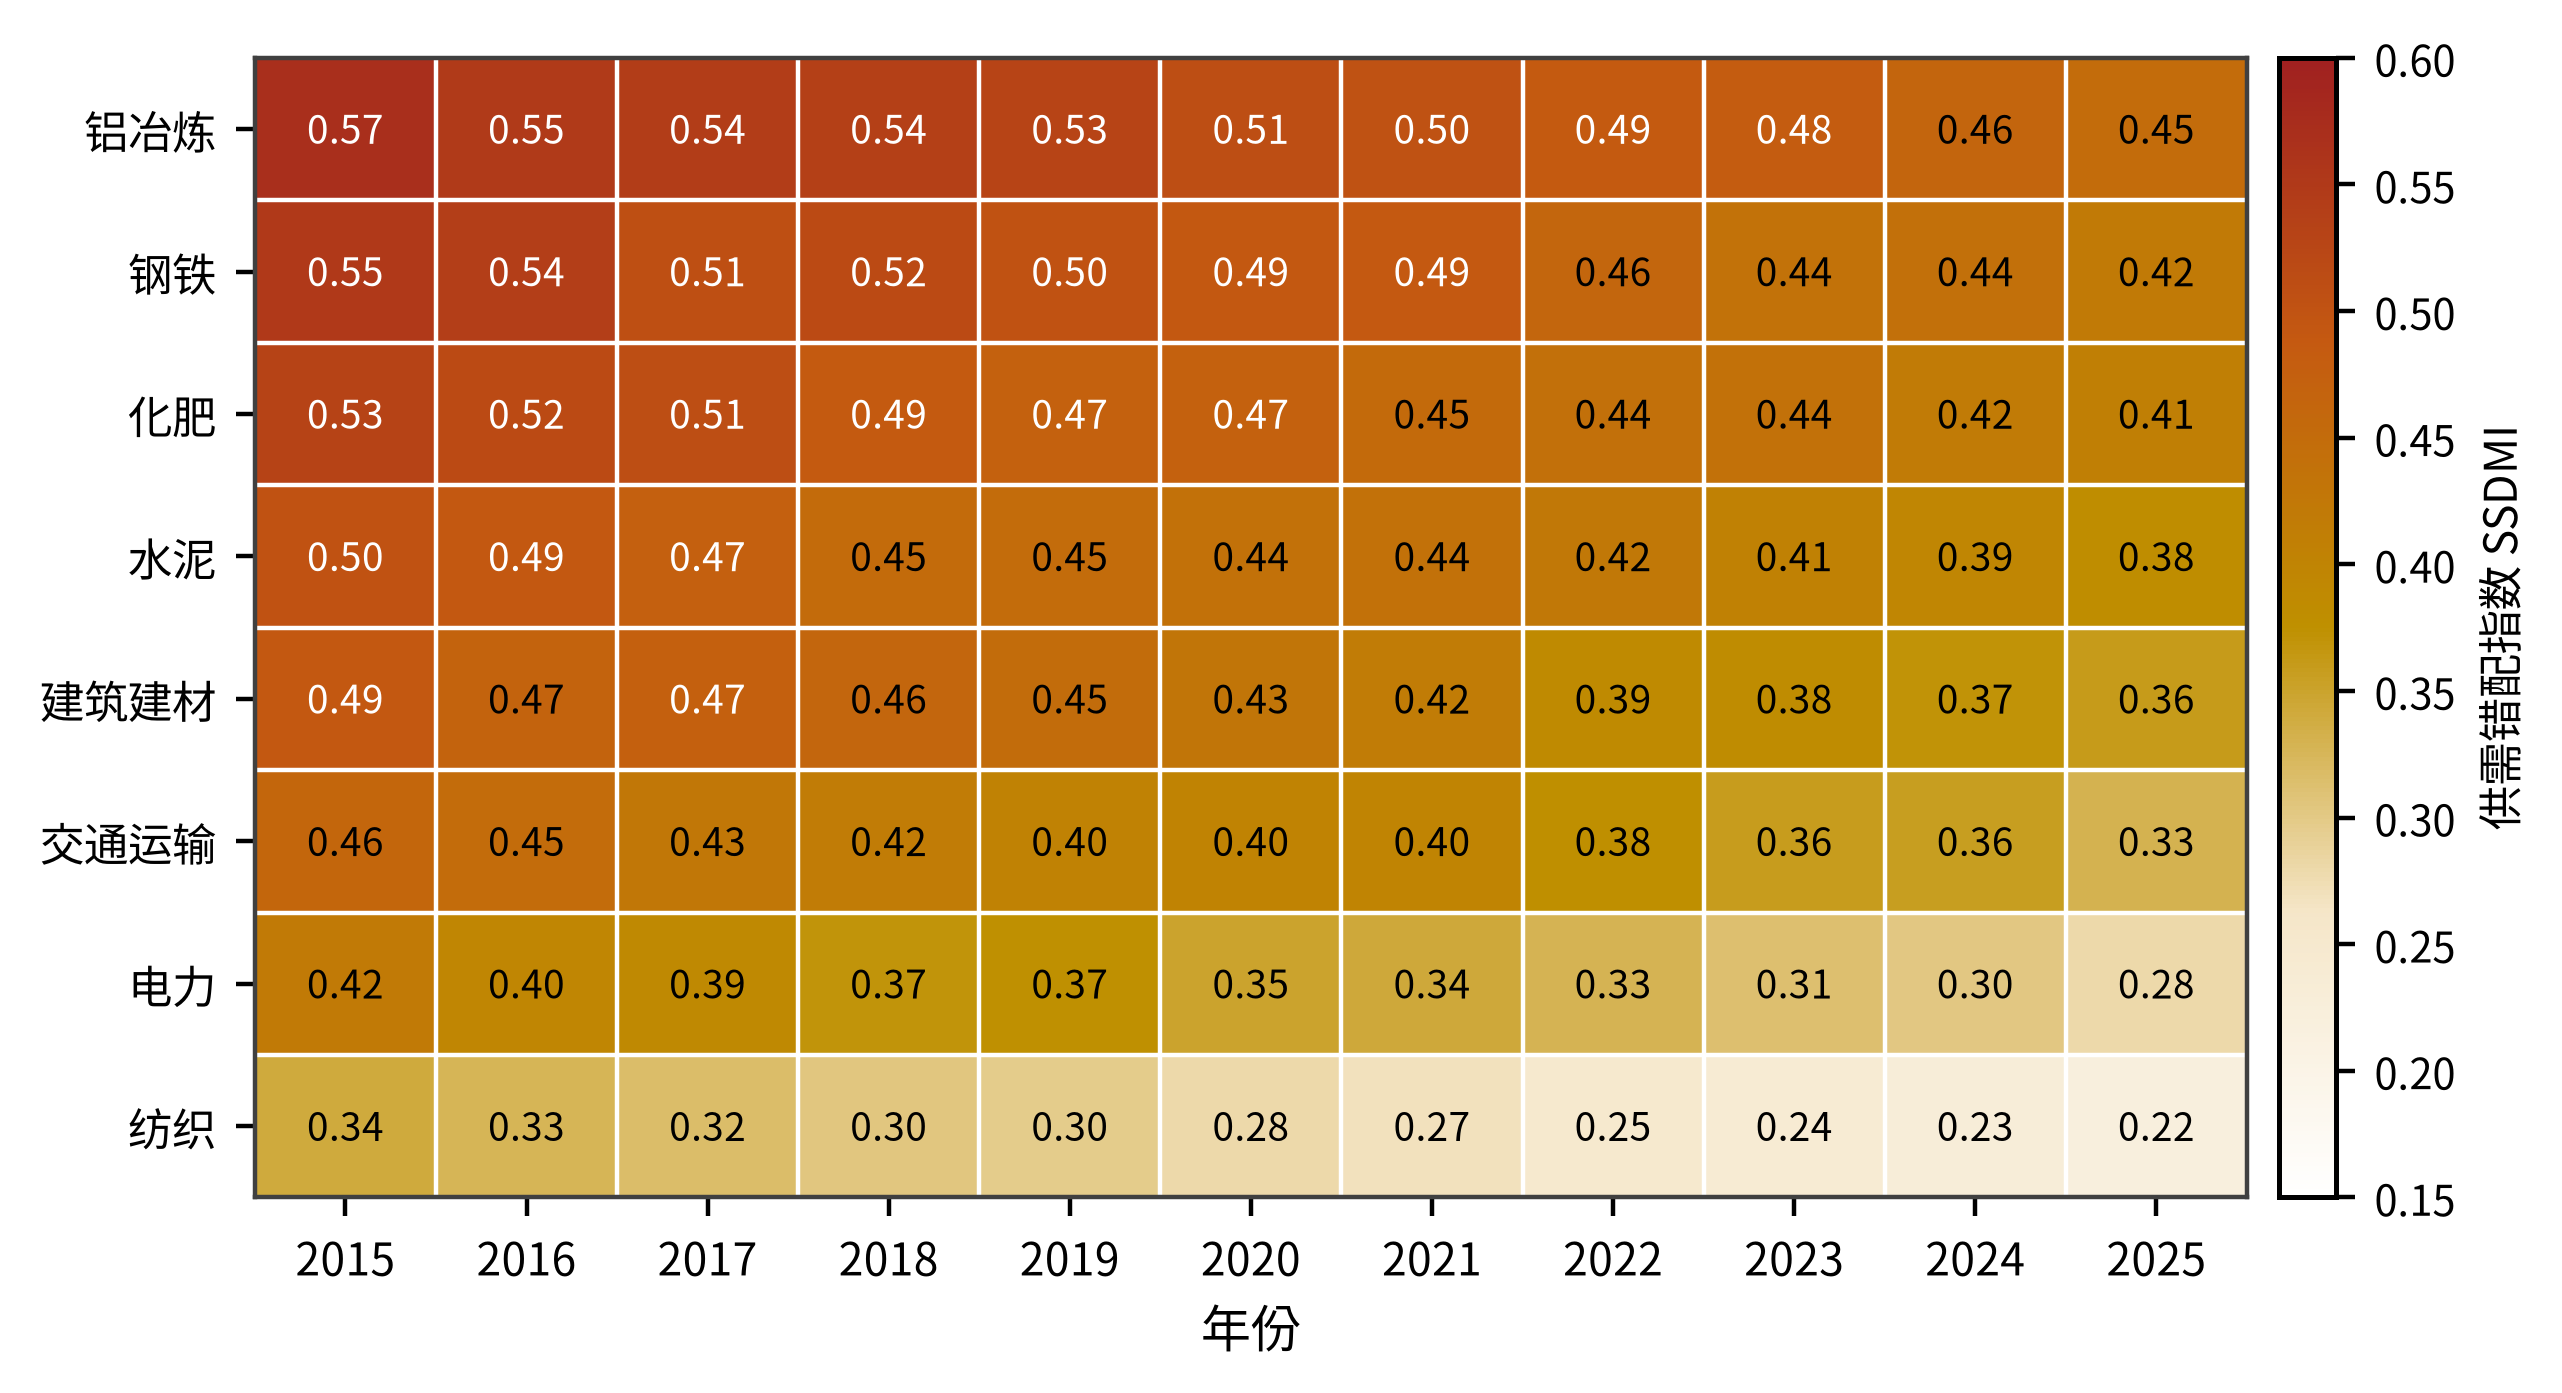 铝冶炼 0.57 0.55 0.54 0.54 0.53 0.51 0.50 0.49 0.48 0.46 0.45
钢铁 0.55 0.54 0.51 0.52 0.50 0.49 0.49 0.46 0.44 0.44 0.42
化肥 0.53 0.52 0.51 0.49 0.47 0.47 0.45 0.44 0.44 0.42 0.41
水泥 0.50 0.49 0.47 0.45 0.45 0.44 0.44 0.42 0.41 0.39 0.38
建筑建材 0.49 0.47 0.47 0.46 0.45 0.43 0.42 0.39 0.38 0.37 0.36
交通运输 0.46 0.45 0.43 0.42 0.40 0.40 0.40 0.38 0.36 0.36 0.33
电力 0.42 0.40 0.39 0.37 0.37 0.35 0.34 0.33 0.31 0.30 0.28
纺织 0.34 0.33 0.32 0.30 0.30 0.28 0.27 0.25 0.24 0.23 0.22
2015 2016 2017 2018 2019 2020 2021 2022 2023 2024 2025
年份
0.60
0.55
0.50
0.45
0.40
0.35
0.30
0.25
0.20
0.15
供需错配指数 SSDMI